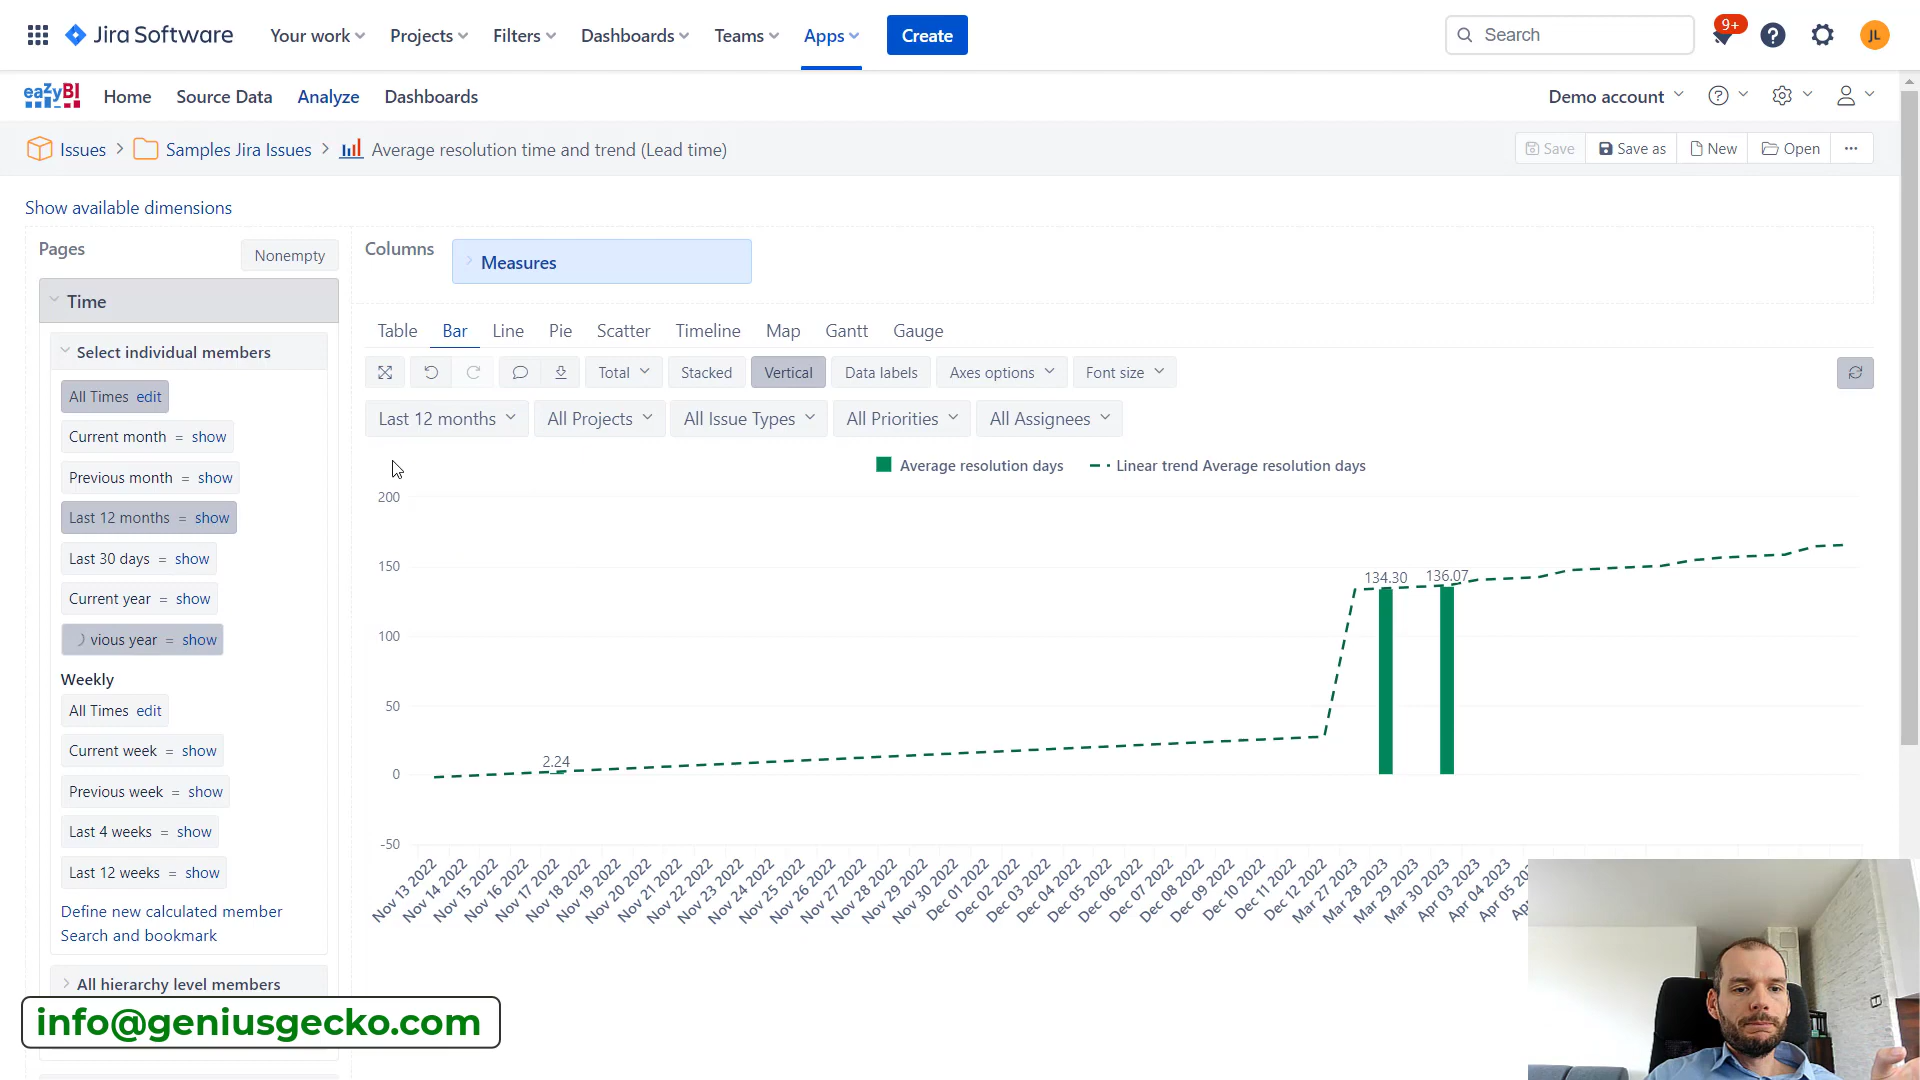 Jira Software Your work Projects Filters Dashboards Teams Apps Create Search 9+ JL
eazyBI Home Source Data Analyze Dashboards Demo account
Issues > Samples Jira Issues > Average resolution time and trend (Lead time) Save Save as New Open ...
Show available dimensions
Pages Nonempty Columns Measures
Time
Select individual members
All Times edit
Current month = show
Previous month = show
Last 12 months = show
Last 30 days = show
Current year = show
vious year = show
Weekly
All Times edit
Current week = show
Previous week = show
Last 4 weeks = show
Last 12 weeks = show
Define new calculated member
Search and bookmark
All hierarchy level members
Table Bar Line Pie Scatter Timeline Map Gantt Gauge
Total Stacked Vertical Data labels Axes options Font size
Last 12 months All Projects All Issue Types All Priorities All Assignees
Average resolution days Linear trend Average resolution days
200
150
100
50
0
-50
2.24
134.30
136.07
Nov 13 2022
Nov 14 2022
Nov 15 2022
Nov 16 2022
Nov 17 2022
Nov 18 2022
Nov 19 2022
Nov 20 2022
Nov 21 2022
Nov 22 2022
Nov 23 2022
Nov 24 2022
Nov 25 2022
Nov 26 2022
Nov 27 2022
Nov 28 2022
Nov 29 2022
Nov 30 2022
Dec 01 2022
Dec 02 2022
Dec 03 2022
Dec 04 2022
Dec 05 2022
Dec 06 2022
Dec 07 2022
Dec 08 2022
Dec 09 2022
Dec 10 2022
Dec 11 2022
Dec 12 2022
Mar 27 2023
Mar 28 2023
Mar 29 2023
Mar 30 2023
Apr 03 2023
Apr 04 2023
Apr 05
info@geniusgecko.com